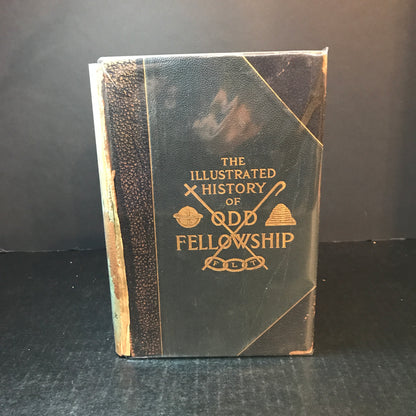 THE
ILLUSTRATED
HISTORY
OF
ODD
FELLOWSHIP
F L T